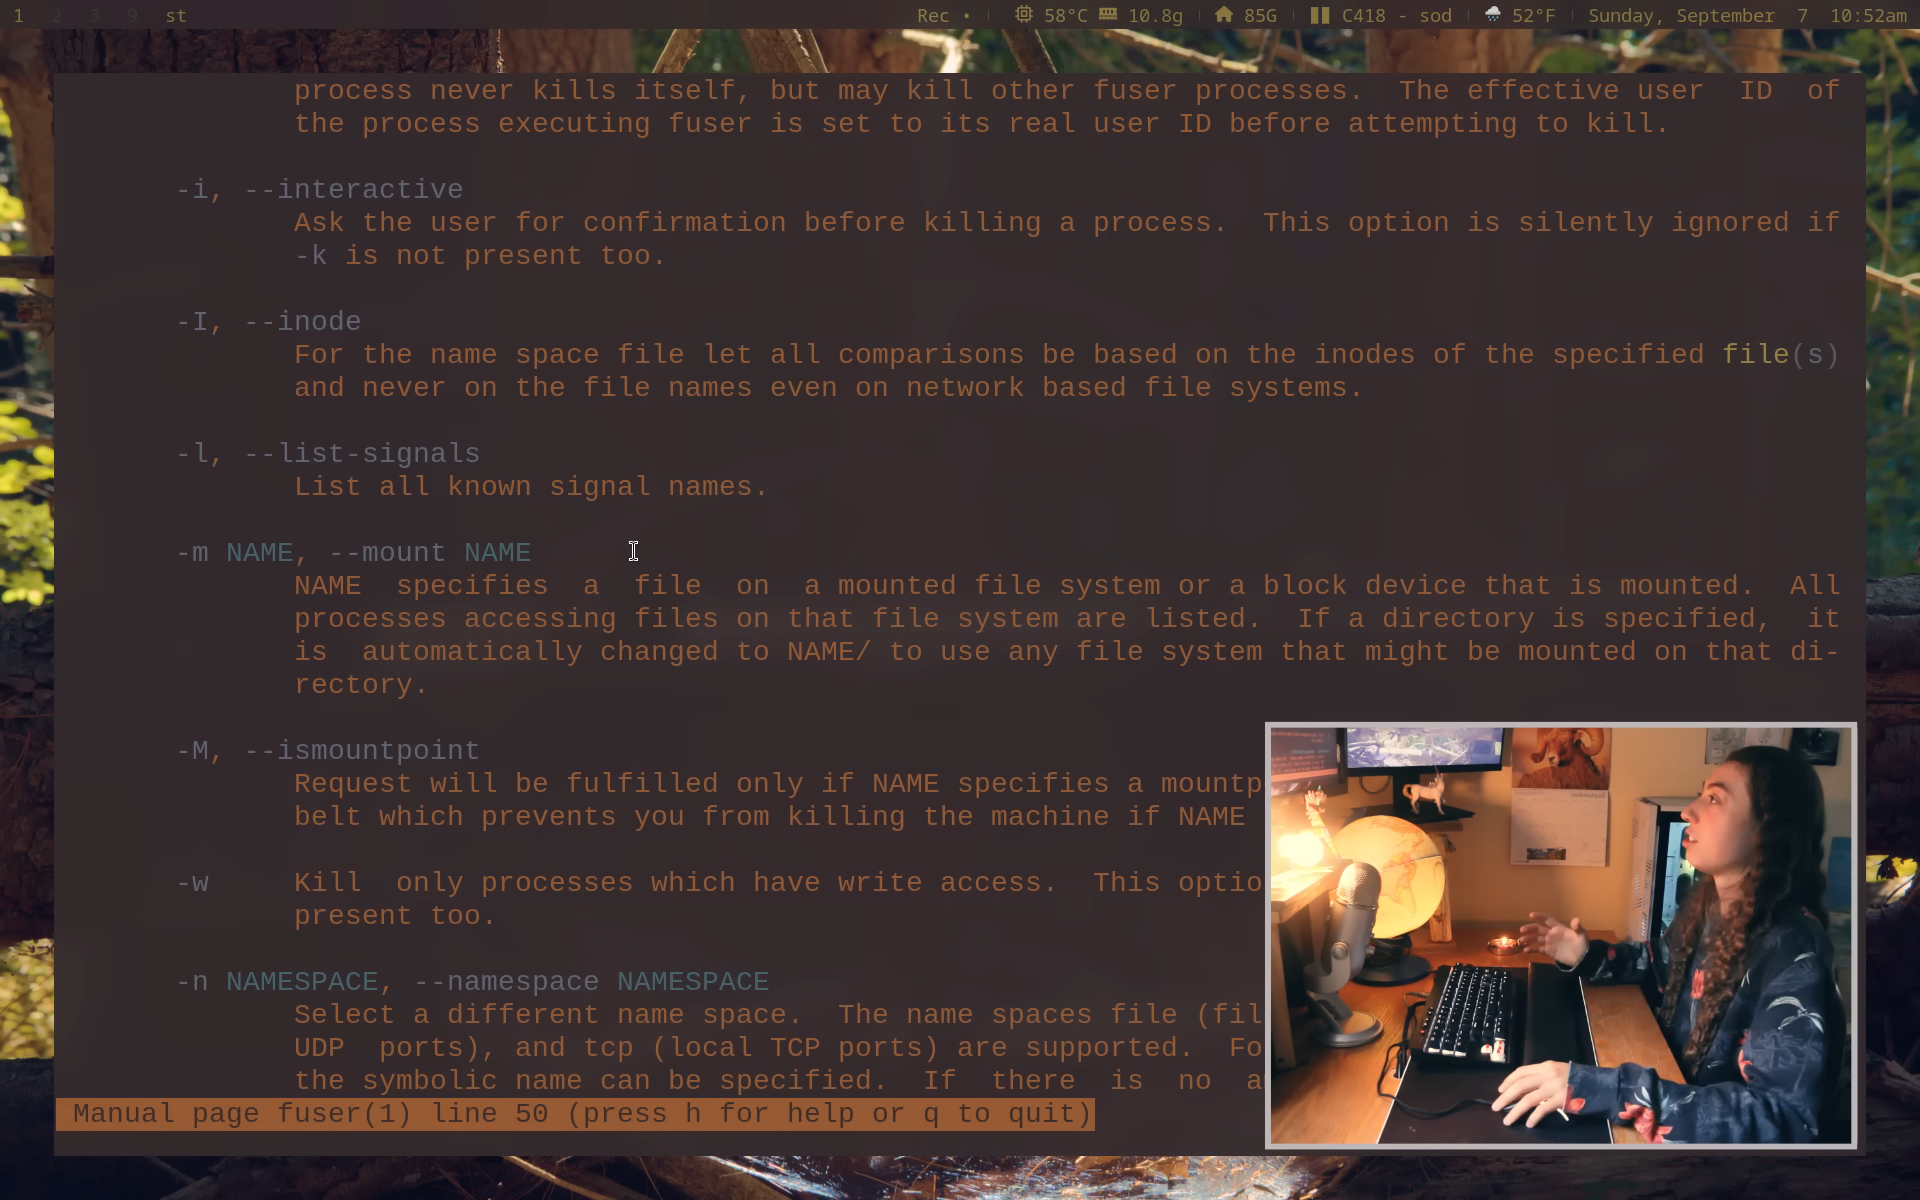 1 2 3 9 st Rec • 58°C 10.8g 85G C418 - sod 52°F Sunday, September 7 10:52am
process never kills itself, but may kill other fuser processes. The effective user ID of
the process executing fuser is set to its real user ID before attempting to kill.
-i, --interactive
Ask the user for confirmation before killing a process. This option is silently ignored if
-k is not present too.
-I, --inode
For the name space file let all comparisons be based on the inodes of the specified file(s)
and never on the file names even on network based file systems.
-l, --list-signals
List all known signal names.
-m NAME, --mount NAME
NAME specifies a file on a mounted file system or a block device that is mounted. All
processes accessing files on that file system are listed. If a directory is specified, it
is automatically changed to NAME/ to use any file system that might be mounted on that di-
rectory.
-M, --ismountpoint
Request will be fulfilled only if NAME specifies a mountp
belt which prevents you from killing the machine if NAME
-w Kill only processes which have write access. This optio
present too.
-n NAMESPACE, --namespace NAMESPACE
Select a different name space. The name spaces file (fil
UDP ports), and tcp (local TCP ports) are supported. Fo
the symbolic name can be specified. If there is no a
Manual page fuser(1) line 50 (press h for help or q to quit)